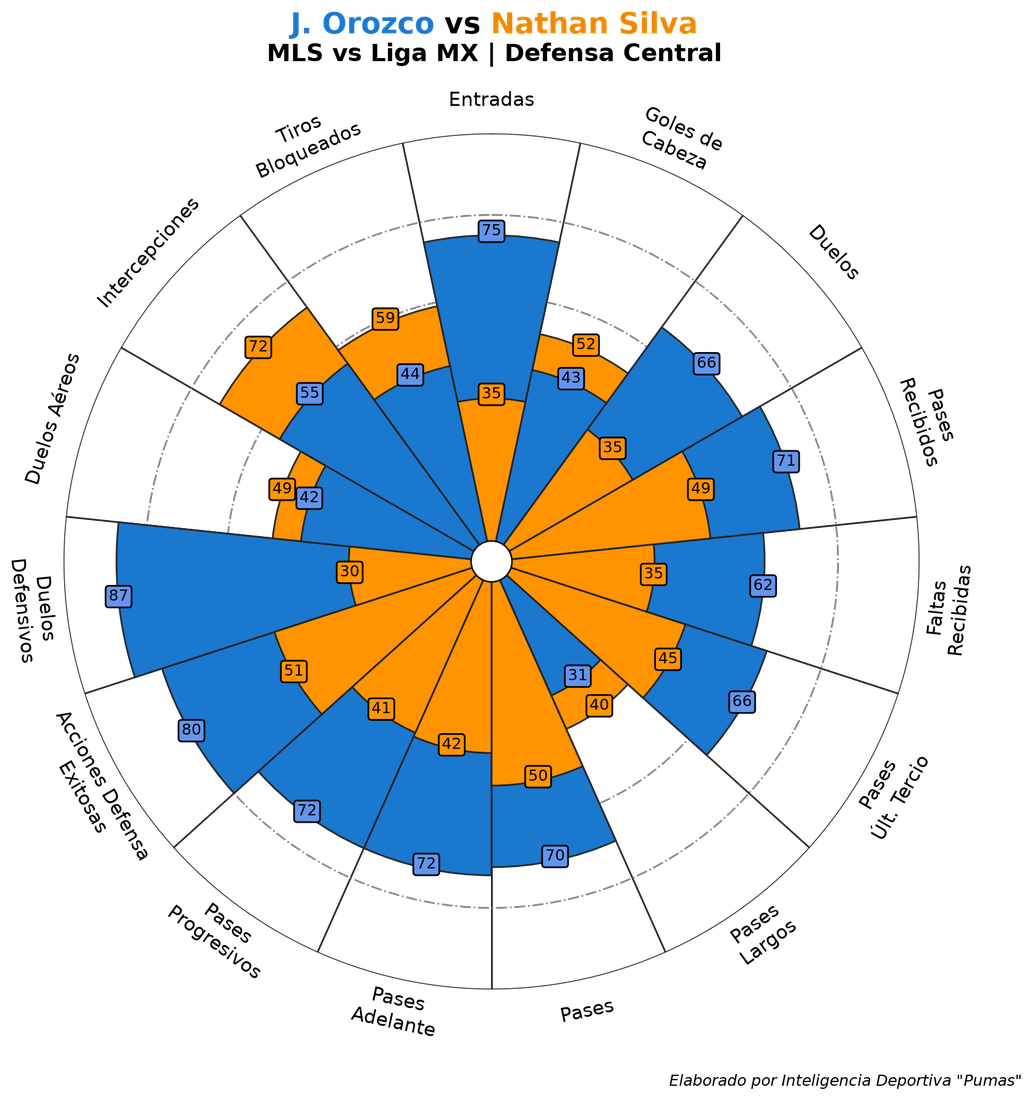 J. Orozco vs Nathan Silva
MLS vs Liga MX | Defensa Central
Entradas
Goles de
Cabeza
Duelos
Pases
Recibidos
Faltas
Recibidas
Pases
Últ. Tercio
Pases
Largos
Pases
Pases
Adelante
Pases
Progresivos
Acciones Defensa
Exitosas
Duelos
Defensivos
Duelos Aéreos
Intercepciones
Tiros
Bloqueados
75
35
52
43
66
35
71
49
62
35
66
45
31
40
70
50
72
42
72
41
80
51
87
30
49
42
72
55
59
44
Elaborado por Inteligencia Deportiva "Pumas"